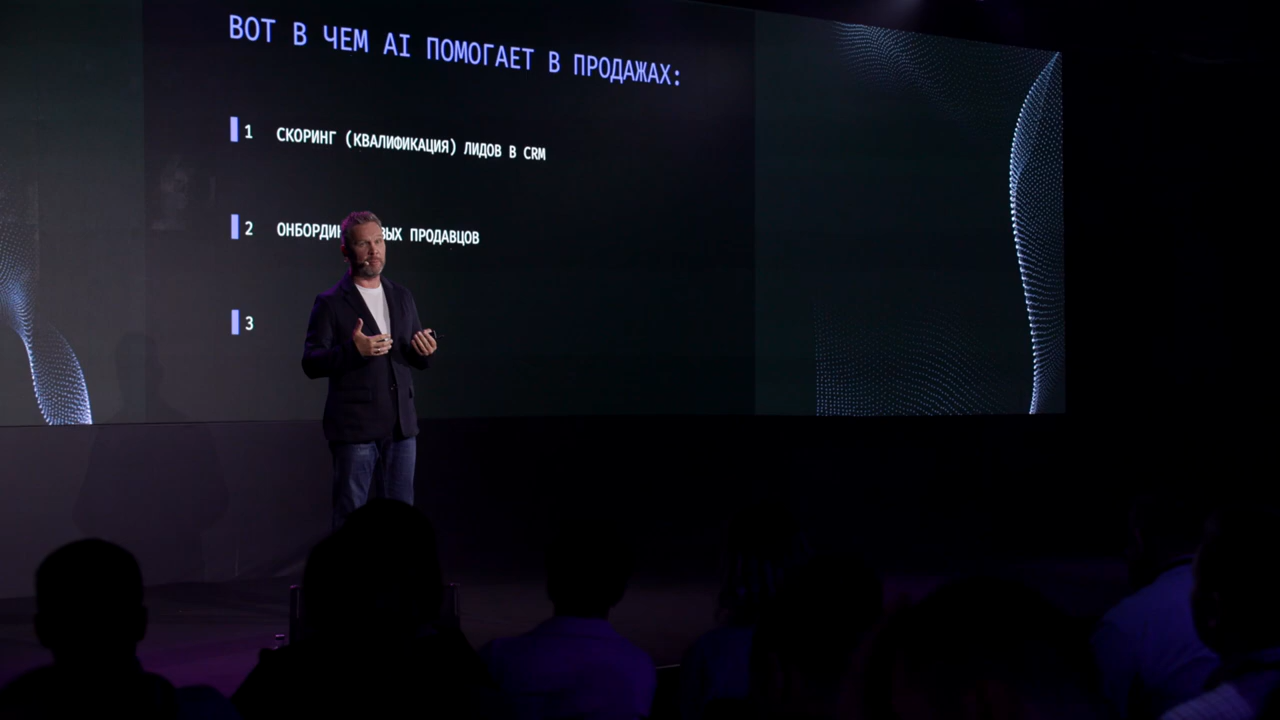 ВОТ В ЧЕМ AI ПОМОГАЕТ В ПРОДАЖАХ:
1 СКОРИНГ (КВАЛИФИКАЦИЯ) ЛИДОВ В CRM
2 ПРОДАВЦОВ
3